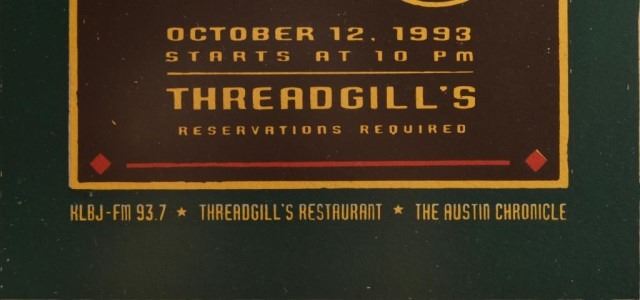 OCTOBER 12, 1993
STARTS AT 10 PM
THREADGILL'S
RESERVATIONS REQUIRED
KLBJ-FM 93.7 ★ THREADGILL'S RESTAURANT ★ THE AUSTIN CHRONICLE